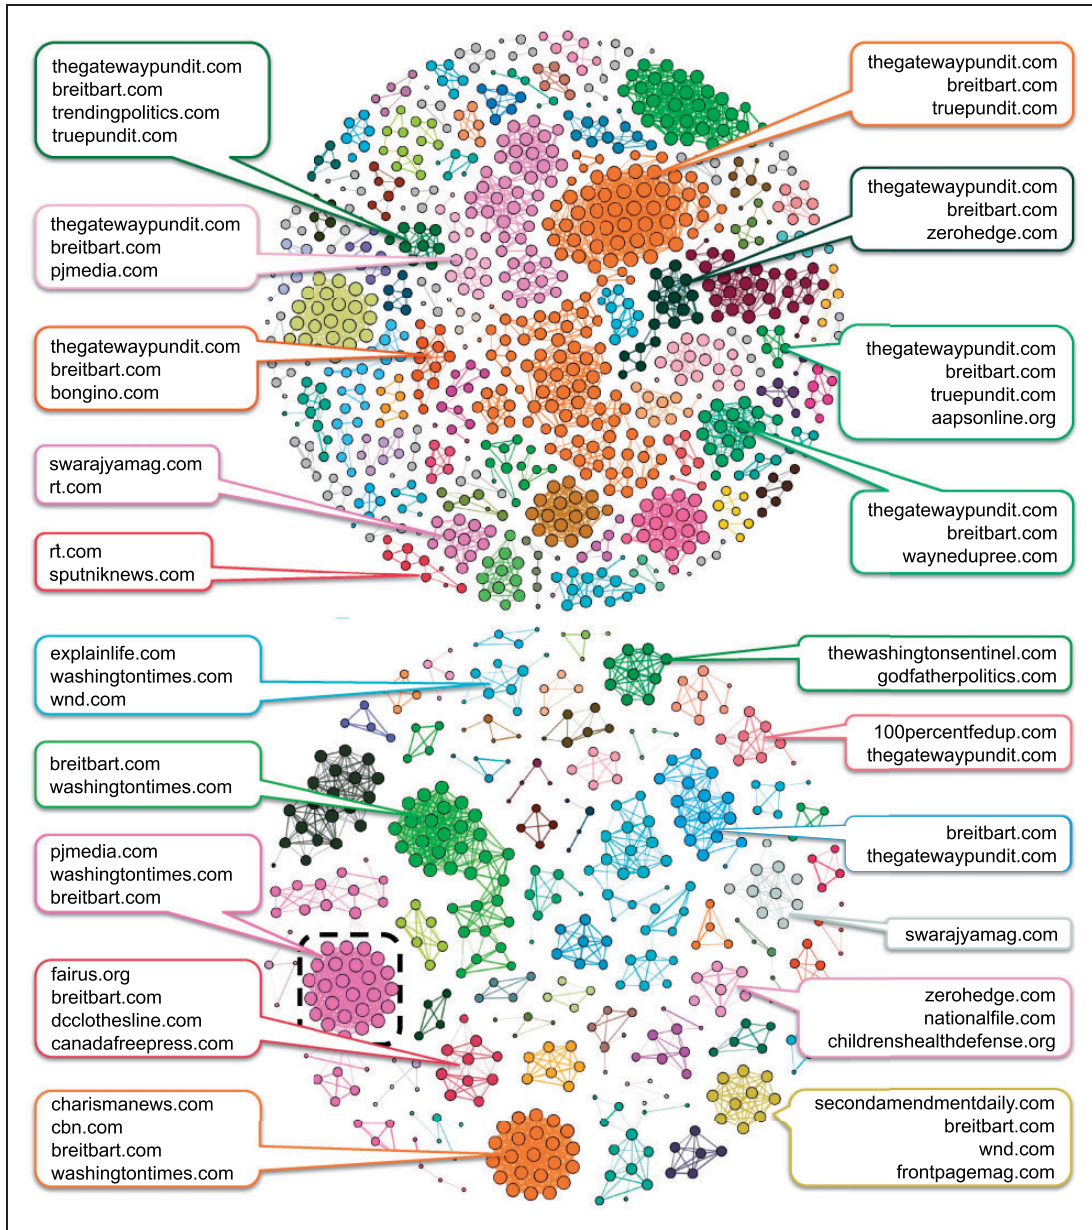 thegatewaypundit.com
breitbart.com
trendingpolitics.com
truepundit.com
thegatewaypundit.com
breitbart.com
truepundit.com
thegatewaypundit.com
breitbart.com
pjmedia.com
thegatewaypundit.com
breitbart.com
zerohedge.com
thegatewaypundit.com
breitbart.com
bongino.com
thegatewaypundit.com
breitbart.com
truepundit.com
aapsonline.org
swarajyamag.com
rt.com
thegatewaypundit.com
breitbart.com
waynedupree.com
rt.com
sputniknews.com
explainlife.com
washingtontimes.com
wnd.com
thewashingtonsentinel.com
godfatherpolitics.com
100percentfedup.com
thegatewaypundit.com
breitbart.com
washingtontimes.com
breitbart.com
thegatewaypundit.com
pjmedia.com
washingtontimes.com
breitbart.com
swarajyamag.com
fairus.org
breitbart.com
dcclothesline.com
canadafreepress.com
zerohedge.com
nationalfile.com
childrenshealthdefense.org
charismanews.com
cbn.com
breitbart.com
washingtontimes.com
secondamendmentdaily.com
breitbart.com
wnd.com
frontpagemag.com